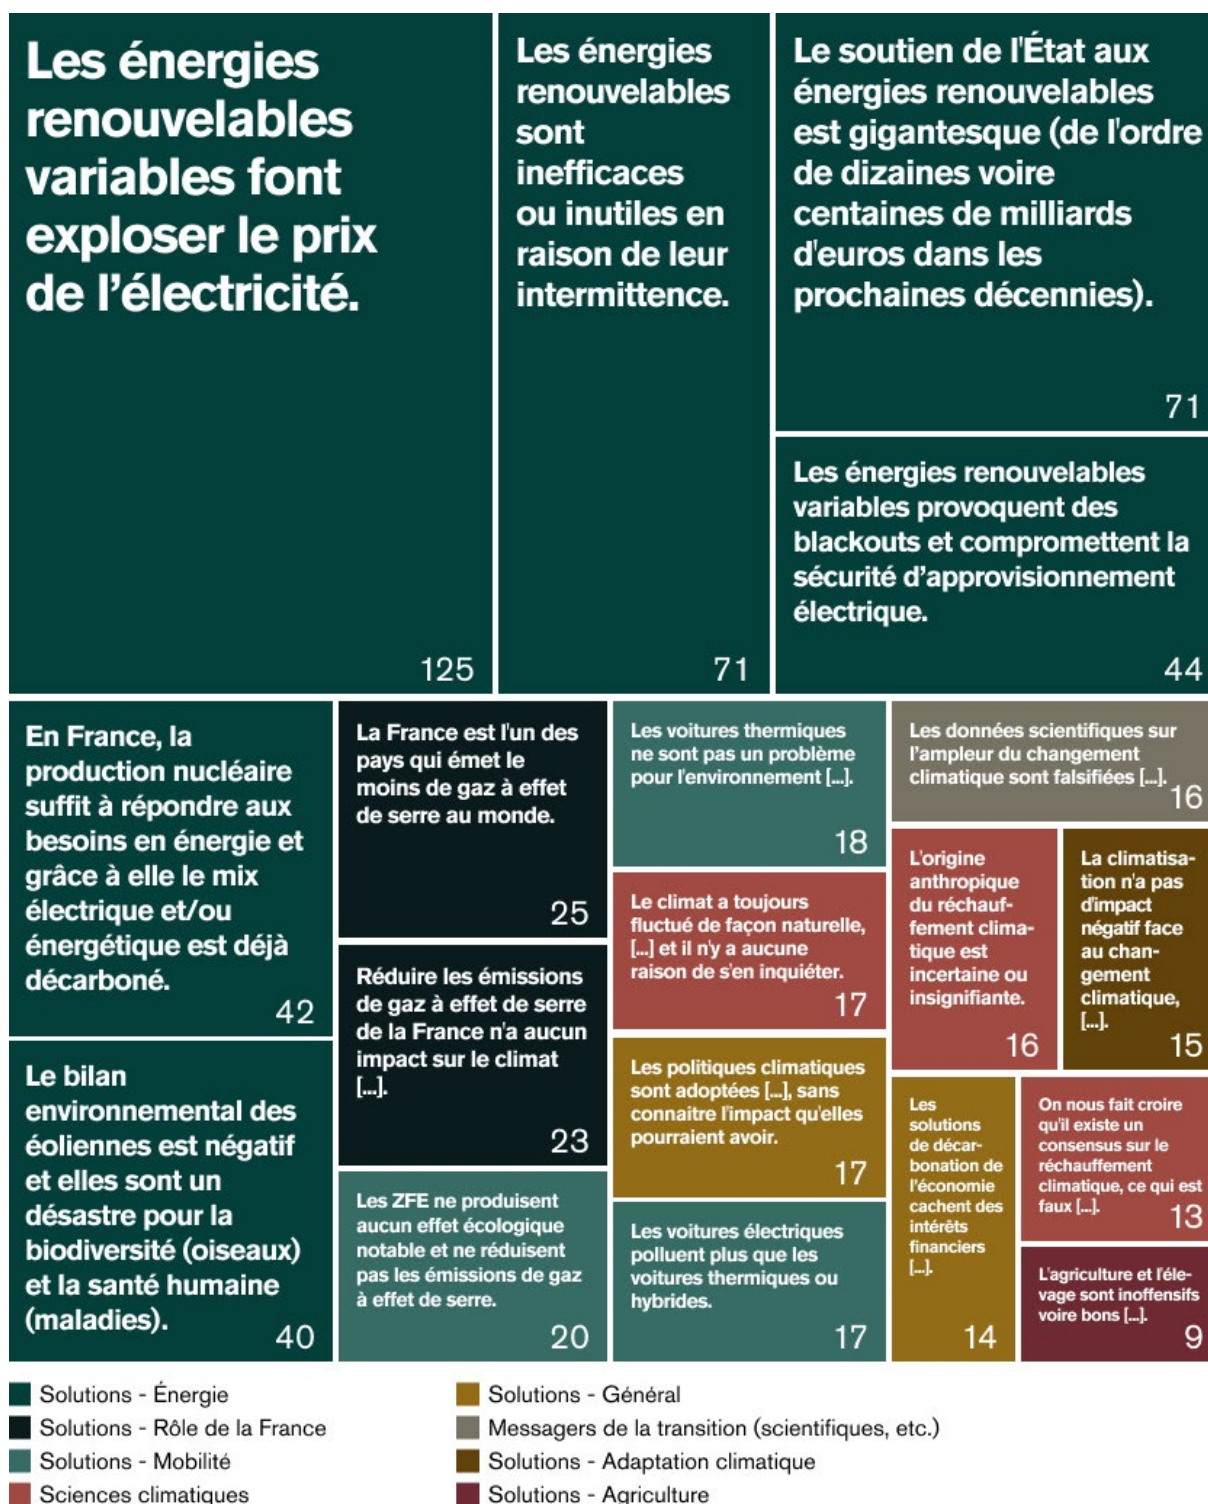 Les énergies
renouvelables
variables font
exploser le prix
de l’électricité.
125
Les énergies
renouvelables
sont
inefficaces
ou inutiles en
raison de leur
intermittence.
71
Le soutien de l'État aux
énergies renouvelables
est gigantesque (de l'ordre
de dizaines voire
centaines de milliards
d'euros dans les
prochaines décennies).
71
Les énergies renouvelables
variables provoquent des
blackouts et compromettent la
sécurité d’approvisionnement
électrique.
44
En France, la
production nucléaire
suffit à répondre aux
besoins en énergie et
grâce à elle le mix
électrique et/ou
énergétique est déjà
décarboné.
42
Le bilan
environnemental des
éoliennes est négatif
et elles sont un
désastre pour la
biodiversité (oiseaux)
et la santé humaine
(maladies).
40
La France est l'un des
pays qui émet le
moins de gaz à effet
de serre au monde.
25
Réduire les émissions
de gaz à effet de serre
de la France n'a aucun
impact sur le climat
[...].
23
Les ZFE ne produisent
aucun effet écologique
notable et ne réduisent
pas les émissions de gaz
à effet de serre.
20
Les voitures thermiques
ne sont pas un problème
pour l'environnement [...].
18
Le climat a toujours
fluctué de façon naturelle,
[...] et il n'y a aucune
raison de s'en inquiéter.
17
Les politiques climatiques
sont adoptées [...], sans
connaitre l'impact qu'elles
pourraient avoir.
17
Les voitures électriques
polluent plus que les
voitures thermiques ou
hybrides.
17
Les données scientifiques sur
l’ampleur du changement
climatique sont falsifiées [...].
16
L'origine
anthropique
du réchauf-
fement clima-
tique est
incertaine ou
insignifiante.
16
La climatisa-
tion n'a pas
d'impact
négatif face
au chan-
gement
climatique,
[...].
15
Les
solutions
de décar-
bonation de
l'économie
cachent des
intérêts
financiers
[...].
14
On nous fait croire
qu'il existe un
consensus sur le
réchauffement
climatique, ce qui est
faux [...].
13
L'agriculture et l'éle-
vage sont inoffensifs
voire bons [...].
9
Solutions - Énergie
Solutions - Rôle de la France
Solutions - Mobilité
Sciences climatiques
Solutions - Général
Messagers de la transition (scientifiques, etc.)
Solutions - Adaptation climatique
Solutions - Agriculture